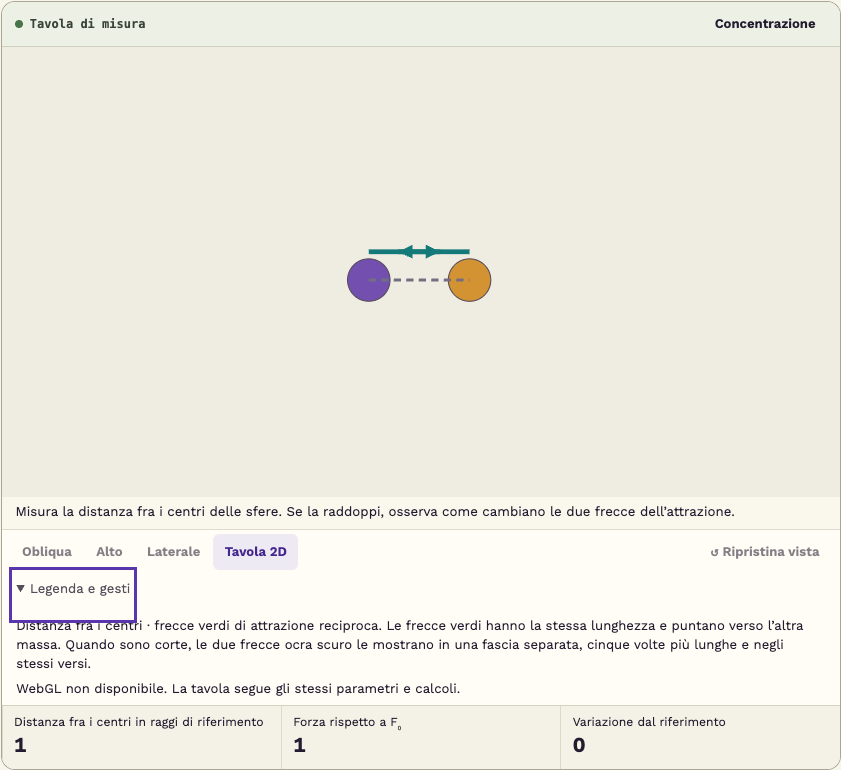 Tavola di misura
Concentrazione
Misura la distanza fra i centri delle sfere. Se la raddoppi, osserva come cambiano le due frecce dell’attrazione.
Obliqua Alto Laterale Tavola 2D ↺ Ripristina vista
▼ Legenda e gesti
Distanza fra i centri · frecce verdi di attrazione reciproca. Le frecce verdi hanno la stessa lunghezza e puntano verso l’altra
massa. Quando sono corte, le due frecce ocra scuro le mostrano in una fascia separata, cinque volte più lunghe e negli
stessi versi.
WebGL non disponibile. La tavola segue gli stessi parametri e calcoli.
Distanza fra i centri in raggi di riferimento
1
Forza rispetto a F₀
1
Variazione dal riferimento
0